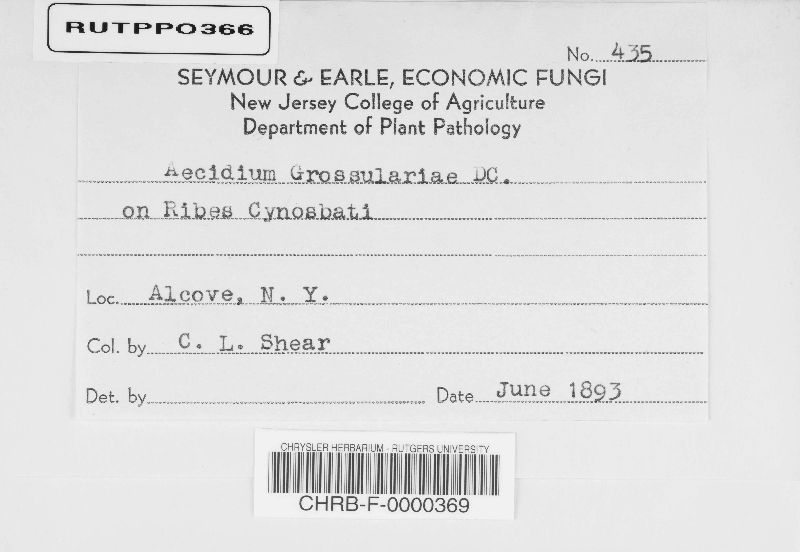 RUTPP0366
No. 435
SEYMOUR & EARLE, ECONOMIC FUNGI
New Jersey College of Agriculture
Department of Plant Pathology
Aecidium Grossulariae DC.
on Ribes Cynosbati
Loc. Alcove, N. Y.
Col. by C. L. Shear
Det. by
Date June 1893
CHRYSLER HERBARIUM - RUTGERS UNIVERSITY
CHRB-F-0000369